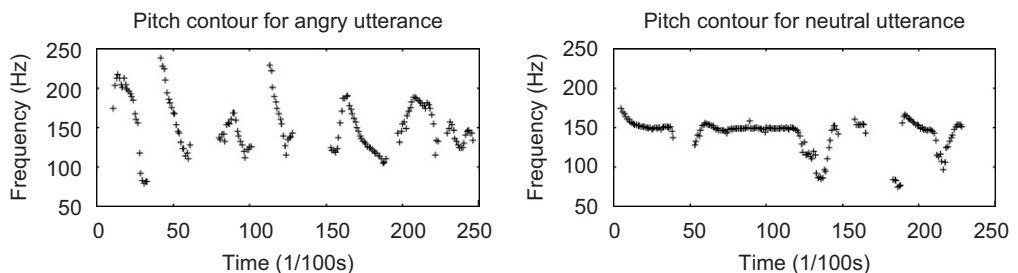 Pitch contour for angry utterance
250
200
150
100
50
Frequency (Hz)
0 50 100 150 200 250
Time (1/100s)
Pitch contour for neutral utterance
250
200
150
100
50
Frequency (Hz)
0 50 100 150 200 250
Time (1/100s)